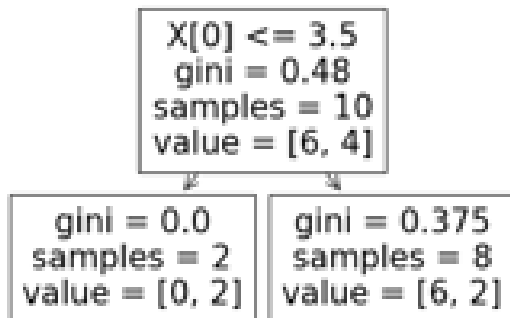 X[0] <= 3.5
gini = 0.48
samples = 10
value = [6, 4]
gini = 0.0
samples = 2
value = [0, 2]
gini = 0.375
samples = 8
value = [6, 2]